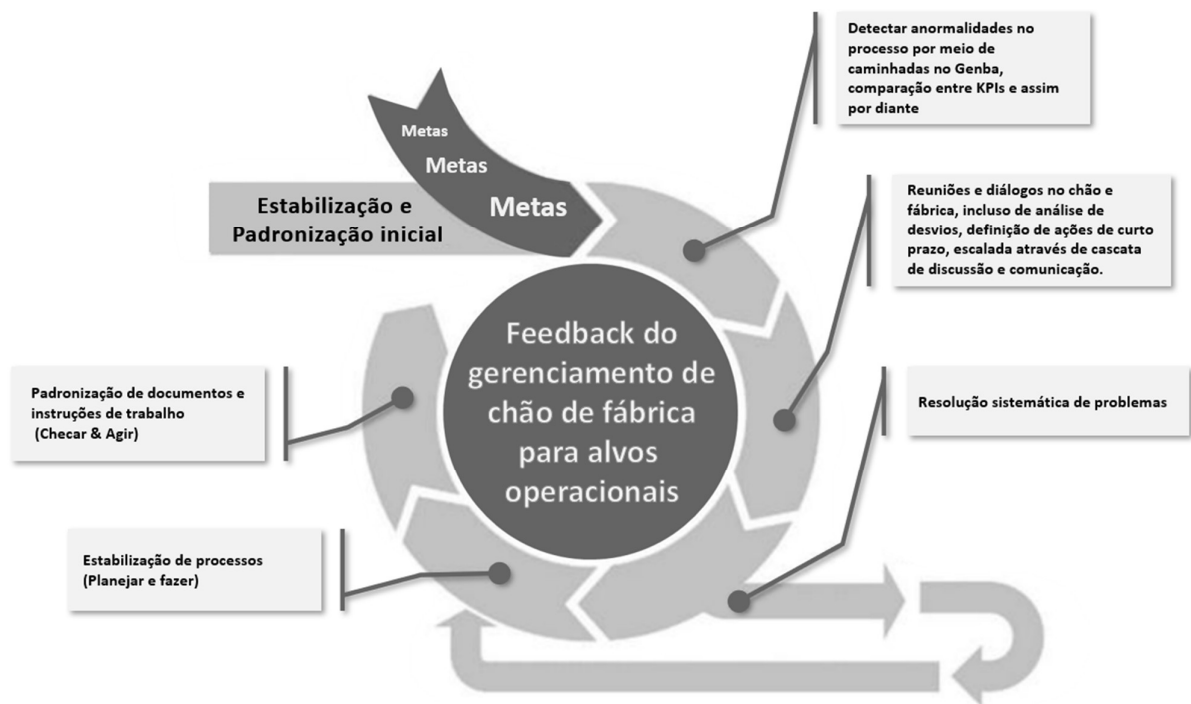 Detectar anormalidades no
processo por meio de
caminhadas no Genba,
comparação entre KPIs e assim
por diante
Metas
Metas
Metas
Estabilização e
Padronização inicial
Reuniões e diálogos no chão e
fábrica, incluso de análise de
desvios, definição de ações de curto
prazo, escalada através de cascata
de discussão e comunicação.
Feedback do
gerenciamento de
chão de fábrica
para alvos
operacionais
Padronização de documentos e
instruções de trabalho
(Checar & Agir)
Resolução sistemática de problemas
Estabilização de processos
(Planejar e fazer)